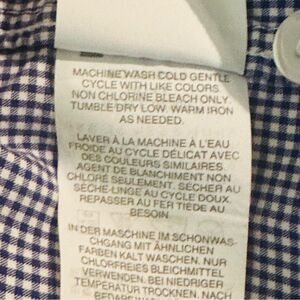 MACHINE WASH COLD GENTLE
CYCLE WITH LIKE COLORS
NON CHLORINE BLEACH ONLY
TUMBLE DRY LOW. WARM IRON
AS NEEDED.
LAVER À LA MACHINE À L'EAU
FROIDE AU CYCLE DÉLICAT AVEC
DES COULEURS SIMILAIRES.
AGENT DE BLANCHIMENT NON
CHLORÉ SEULEMENT. SÉCHER AU
SÈCHE-LINGE AU CYCLE DOUX.
REPASSER AU FER TIÈDE AU
BESOIN.
IN DER MASCHINE IM SCHONWAS-
CHGANG MIT ÄHNLICHEN
FARBEN KALT WASCHEN. NUR
CHLORFREIES BLEICHMITTEL
VERWENDEN. BEI NIEDRIGER
TEMPERATUR TROCKNEN. NACH